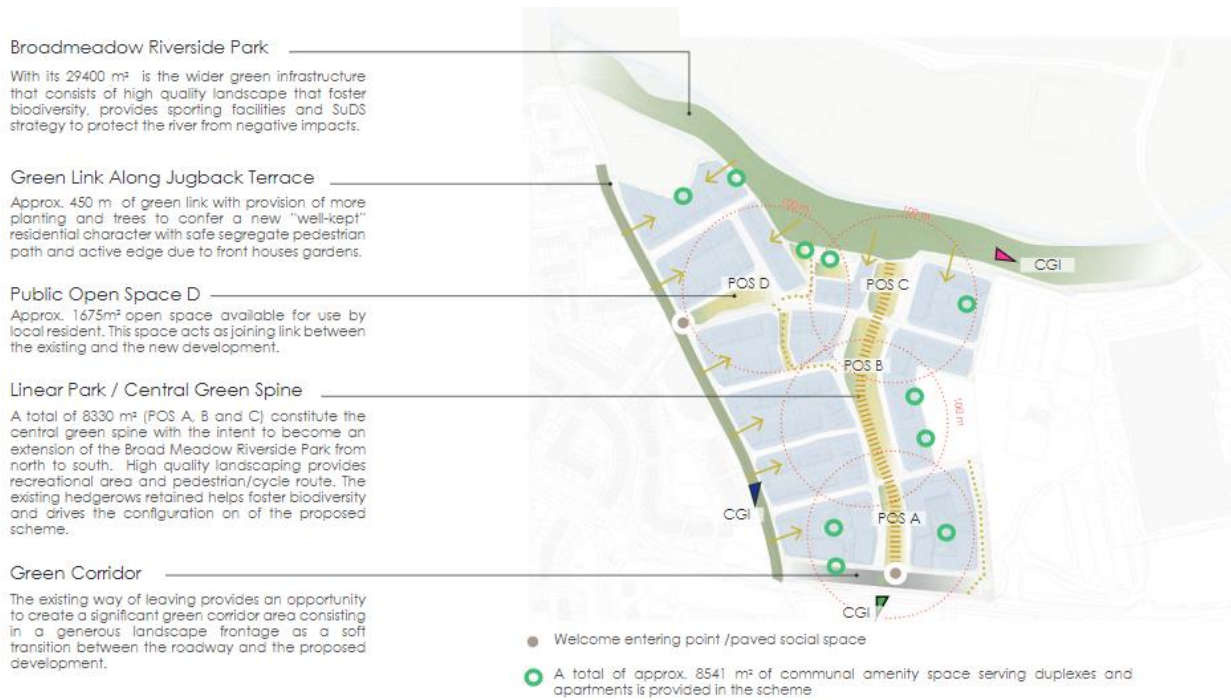 Broadmeadow Riverside Park
With its 29400 m² is the wider green infrastructure
that consists of high quality landscape that foster
biodiversity, provides sporting facilities and SuDS
strategy to protect the river from negative impacts.
Green Link Along Jugback Terrace
Approx. 450 m of green link with provision of more
planting and trees to confer a new "well-kept"
residential character with safe segregate pedestrian
path and active edge due to front houses gardens.
Public Open Space D
Approx. 1675m² open space available for use by
local resident. This space acts as joining link between
the existing and the new development.
Linear Park / Central Green Spine
A total of 8330 m² (POS A, B and C) constitute the
central green spine with the intent to become an
extension of the Broad Meadow Riverside Park from
north to south. High quality landscaping provides
recreational area and pedestrian/cycle route. The
existing hedgerows retained helps foster biodiversity
and drives the configuration on of the proposed
scheme.
Green Corridor
The existing way of leaving provides an opportunity
to create a significant green corridor area consisting
in a generous landscape frontage as a soft
transition between the roadway and the proposed
development.
100 m
100 m
CGI
POS D
POS C
POS B
100 m
CGI
POS A
CGI
Welcome entering point /paved social space
A total of approx. 8541 m² of communal amenity space serving duplexes and
apartments is provided in the scheme